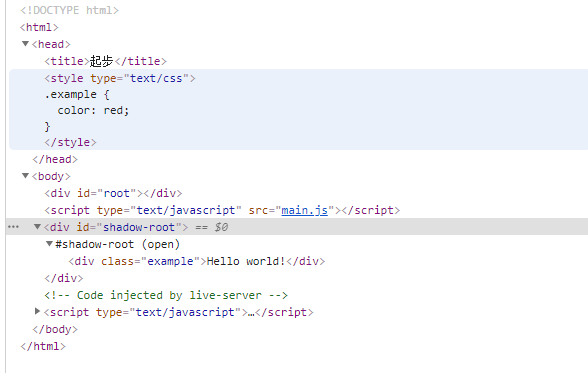 <!DOCTYPE html>
<html>
<head>
<title>起步</title>
<style type="text/css">
.example {
color: red;
}
</style>
</head>
<body>
<div id="root"></div>
<script type="text/javascript" src="main.js"></script>
<div id="shadow-root"> == $0
#shadow-root (open)
<div class="example">Hello world!</div>
</div>
<!-- Code injected by live-server -->
<script type="text/javascript">…</script>
</body>
</html>